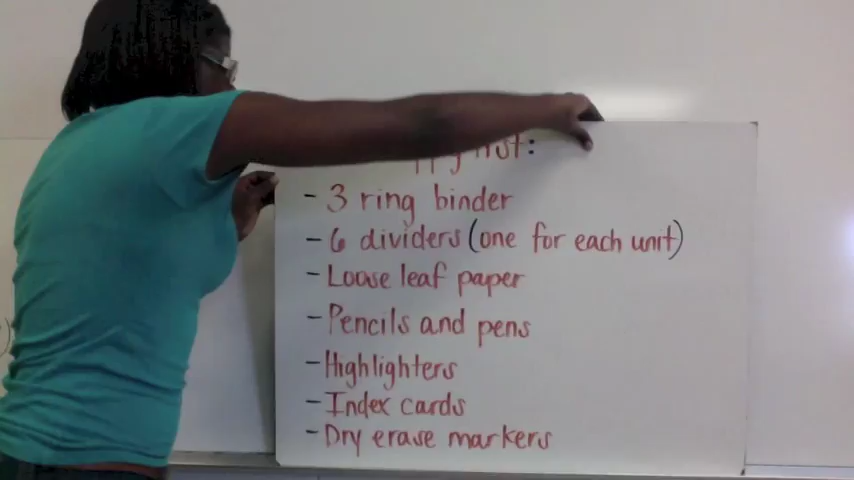 - 3 ring binder
- 6 dividers (one for each unit)
- Loose leaf paper
- Pencils and pens
- Highlighters
- Index cards
- Dry erase markers